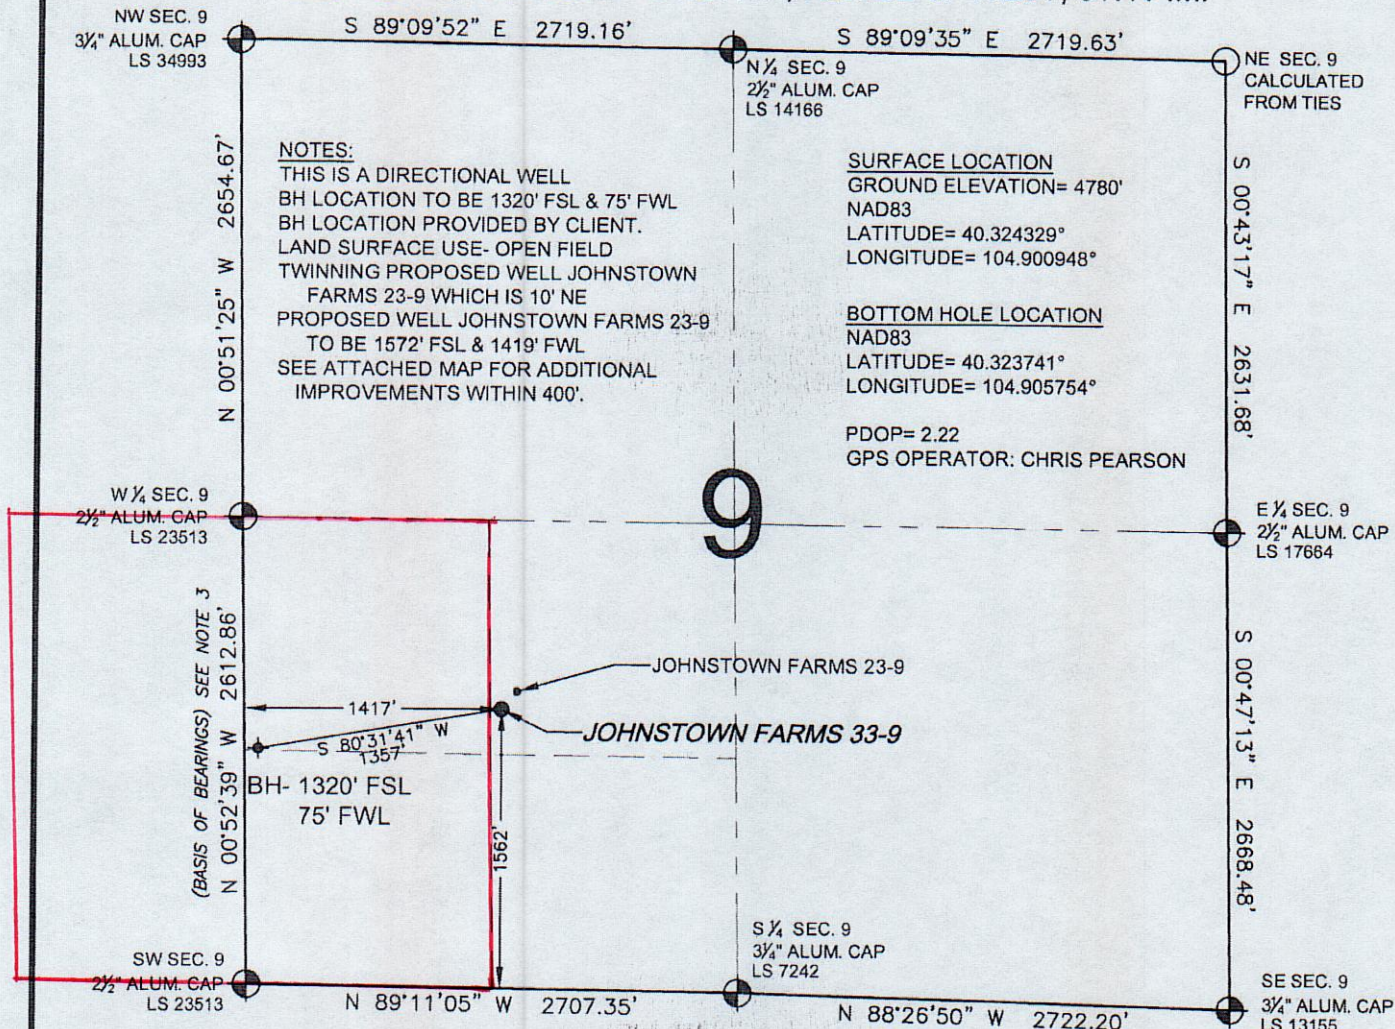 NW SEC. 9
3¼" ALUM. CAP
LS 34993
S 89°09'52" E 2719.16'
N ¼ SEC. 9
2½" ALUM. CAP
LS 14166
S 89°09'35" E 2719.63'
NE SEC. 9
CALCULATED
FROM TIES
N 00°51'25" W 2654.67'
NOTES:
THIS IS A DIRECTIONAL WELL
BH LOCATION TO BE 1320' FSL & 75' FWL
BH LOCATION PROVIDED BY CLIENT.
LAND SURFACE USE- OPEN FIELD
TWINNING PROPOSED WELL JOHNSTOWN
FARMS 23-9 WHICH IS 10' NE
PROPOSED WELL JOHNSTOWN FARMS 23-9
TO BE 1572' FSL & 1419' FWL
SEE ATTACHED MAP FOR ADDITIONAL
IMPROVEMENTS WITHIN 400'.
SURFACE LOCATION
GROUND ELEVATION= 4780'
NAD83
LATITUDE= 40.324329°
LONGITUDE= 104.900948°
BOTTOM HOLE LOCATION
NAD83
LATITUDE= 40.323741°
LONGITUDE= 104.905754°
PDOP= 2.22
GPS OPERATOR: CHRIS PEARSON
S 00°43'17" E 2631.68'
W ¼ SEC. 9
2½" ALUM. CAP
LS 23513
9
E ¼ SEC. 9
2½" ALUM. CAP
LS 17664
(BASIS OF BEARINGS) SEE NOTE 3
N 00°52'39" W 2612.86'
JOHNSTOWN FARMS 23-9
1417'
JOHNSTOWN FARMS 33-9
S 80°31'41" W
1357'
BH- 1320' FSL
75' FWL
1562'
S 00°47'13" E 2668.48'
S ¼ SEC. 9
3¼" ALUM. CAP
LS 7242
SW SEC. 9
2½" ALUM. CAP
LS 23513
N 89°11'05" W 2707.35'
N 88°26'50" W 2722.20'
SE SEC. 9
3¼" ALUM. CAP
LS 13155